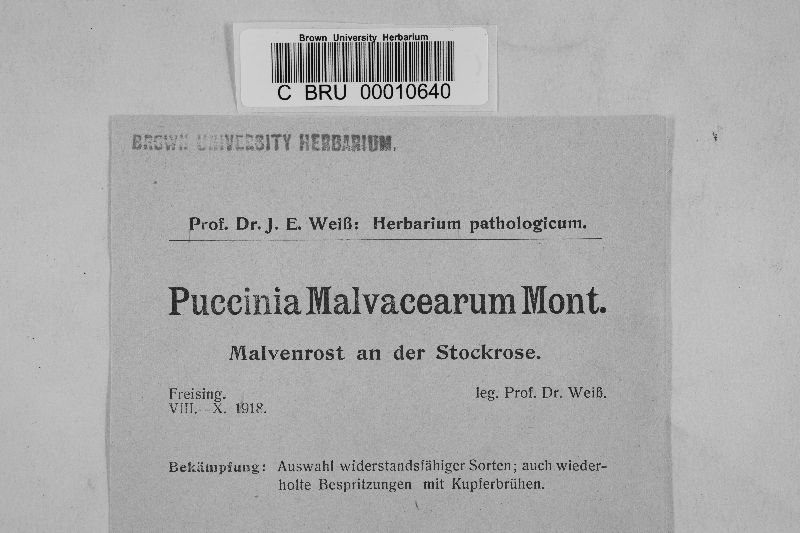 Brown University Herbarium
C BRU 00010640
BROWN UNIVERSITY HERBARIUM.
Prof. Dr. J. E. Weiß: Herbarium pathologicum.
Puccinia Malvacearum Mont.
Malvenrost an der Stockrose.
Freising. leg. Prof. Dr. Weiß.
VIII.—X. 1918.
Bekämpfung: Auswahl widerstandsfähiger Sorten; auch wieder-
holte Bespritzungen mit Kupferbrühen.